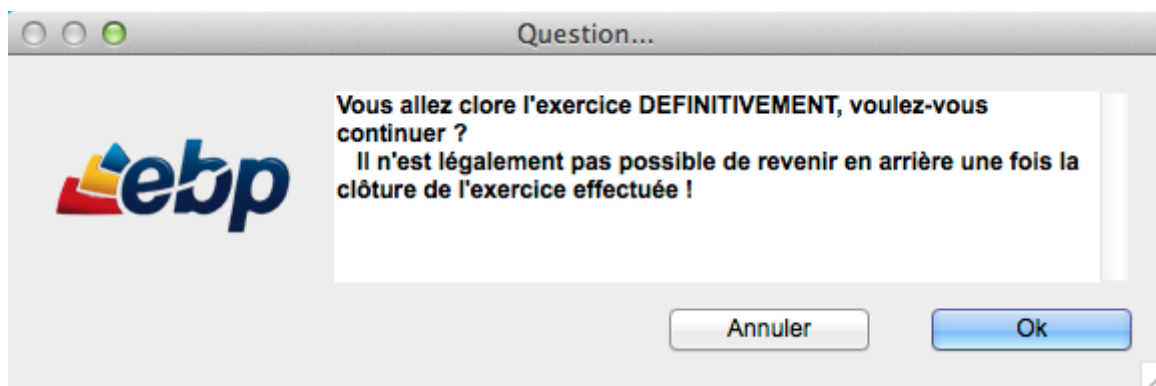 Question...
Vous allez clore l'exercice DEFINITIVEMENT, voulez-vous
continuer ?
Il n'est légalement pas possible de revenir en arrière une fois la
clôture de l'exercice effectuée !
ebp
Annuler
Ok